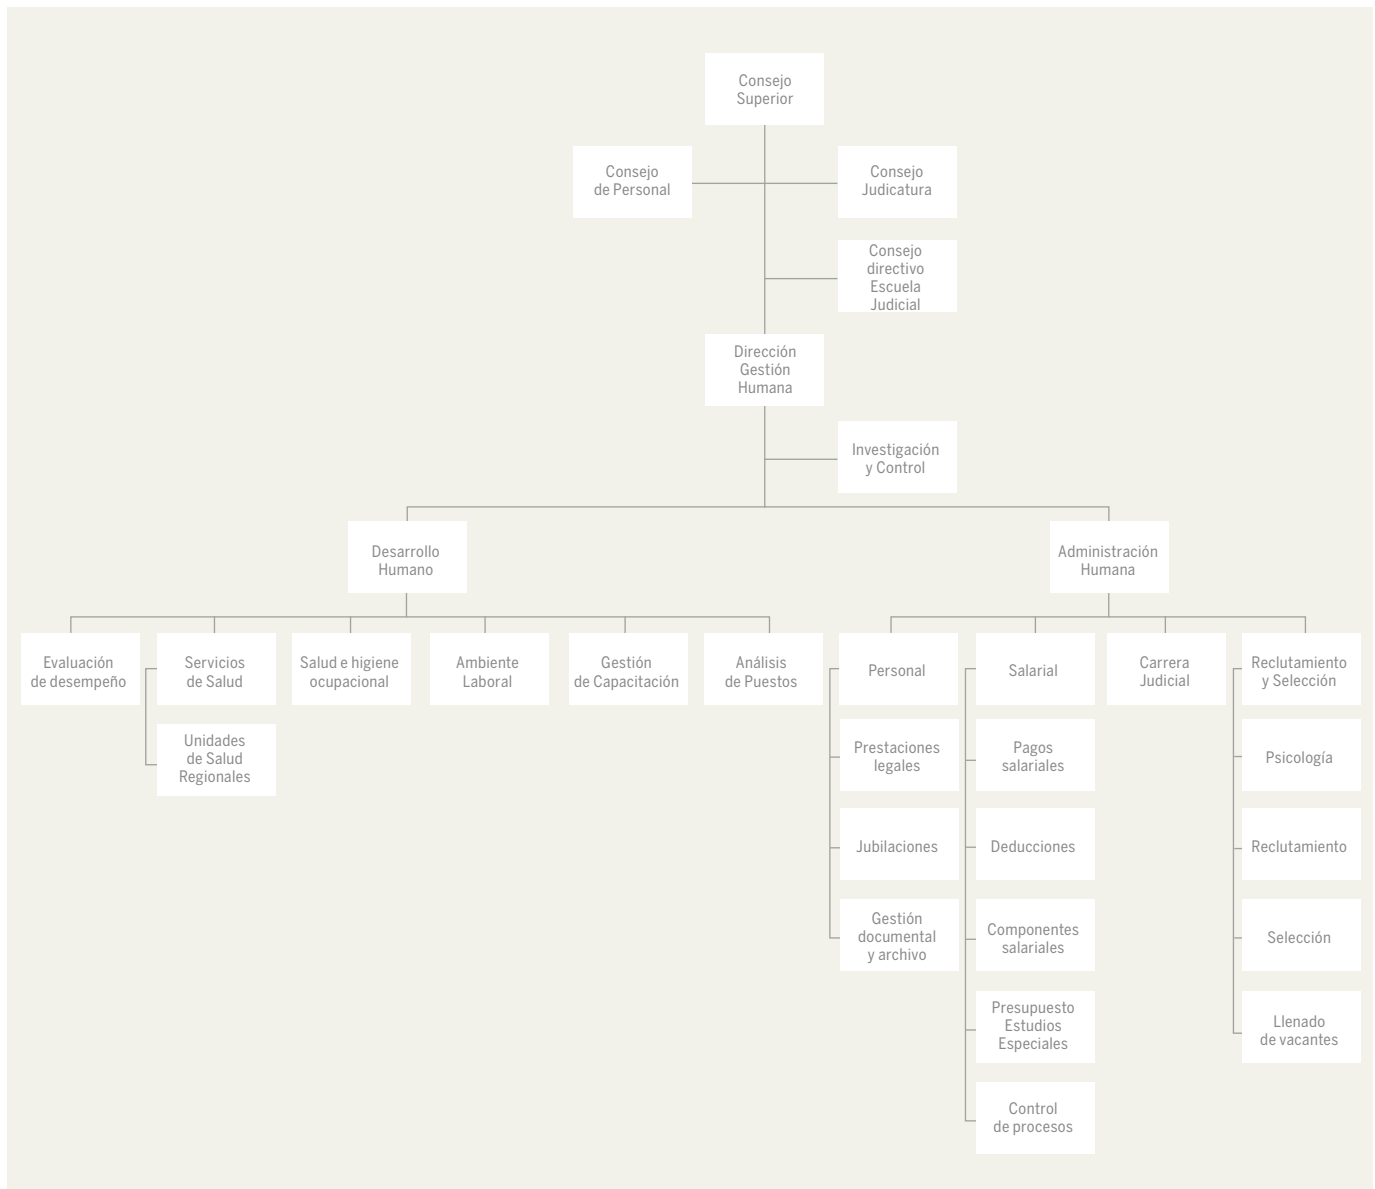 Consejo
Superior
Consejo
de Personal
Consejo
Judicatura
Consejo
directivo
Escuela
Judicial
Dirección
Gestión
Humana
Investigación
y Control
Desarrollo
Humano
Administración
Humana
Evaluación
de desempeño
Servicios
de Salud
Salud e higiene
ocupacional
Ambiente
Laboral
Gestión
de Capacitación
Análisis
de Puestos
Personal
Salarial
Carrera
Judicial
Reclutamiento
y Selección
Unidades
de Salud
Regionales
Prestaciones
legales
Pagos
salariales
Psicología
Jubilaciones
Deducciones
Reclutamiento
Gestión
documental
y archivo
Componentes
salariales
Selección
Presupuesto
Estudios
Especiales
Llenado
de vacantes
Control
de procesos